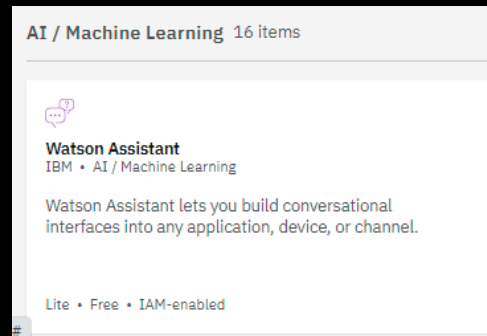 AI / Machine Learning 16 items
Watson Assistant
IBM • AI / Machine Learning
Watson Assistant lets you build conversational
interfaces into any application, device, or channel.
Lite • Free • IAM-enabled
#